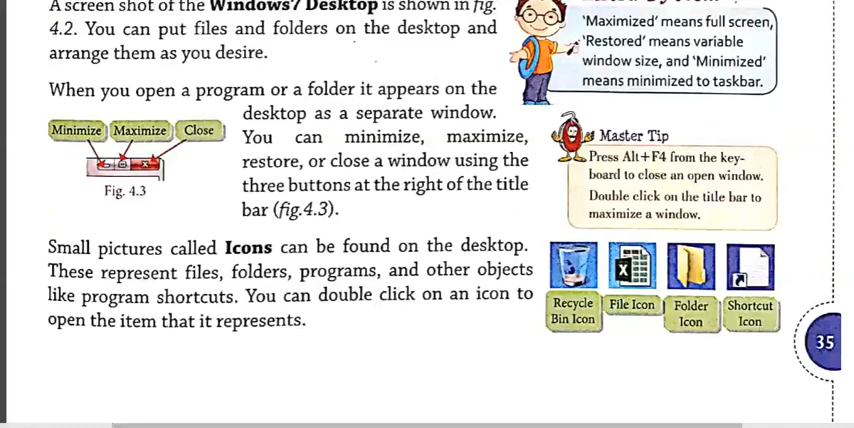 A screen shot of the Windows7 Desktop is shown in fig.
4.2. You can put files and folders on the desktop and
arrange them as you desire.
When you open a program or a folder it appears on the
desktop as a separate window.
You can minimize, maximize,
restore, or close a window using the
three buttons at the right of the title
bar (fig.4.3).
Minimize Maximize Close
Fig. 4.3
Small pictures called Icons can be found on the desktop.
These represent files, folders, programs, and other objects
like program shortcuts. You can double click on an icon to
open the item that it represents.
'Maximized' means full screen,
'Restored' means variable
window size, and 'Minimized'
means minimized to taskbar.
Master Tip
Press Alt+F4 from the key-
board to close an open window.
Double click on the title bar to
maximize a window.
X
Recycle
Bin Icon
File Icon
Folder
Icon
Shortcut
Icon
35